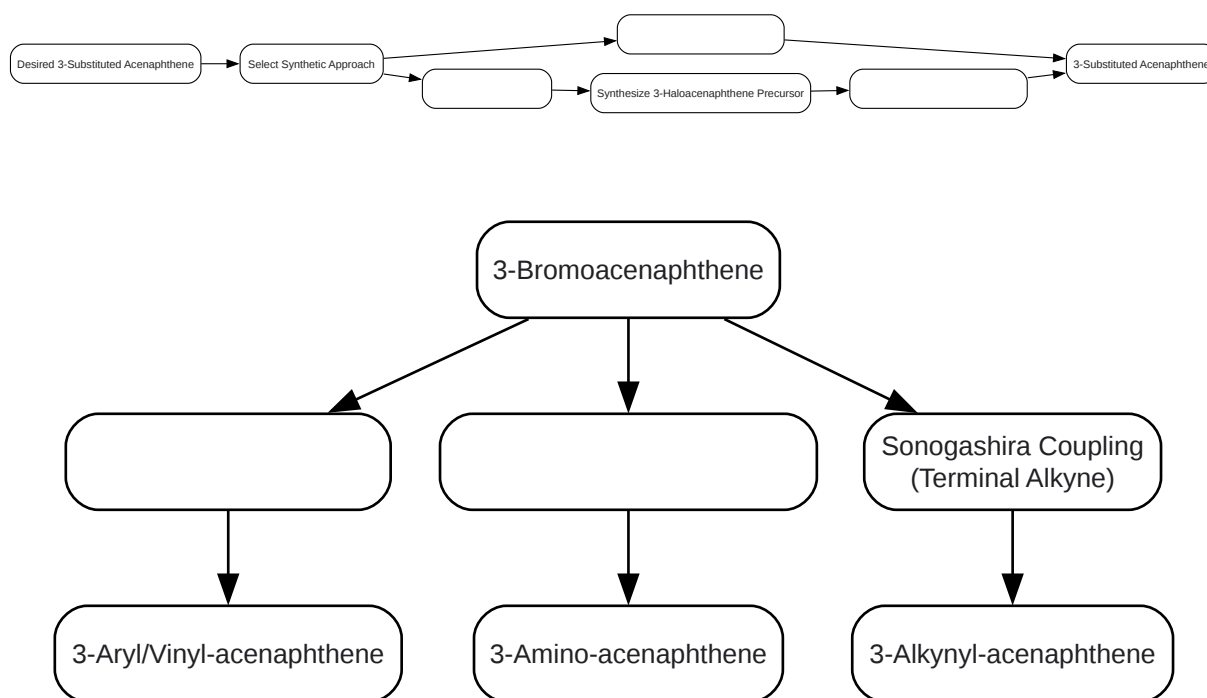 Desired 3-Substituted Acenaphthene
Select Synthetic Approach
Synthesize 3-Haloacenaphthene Precursor
3-Substituted Acenaphthene
3-Bromoacenaphthene
Sonogashira Coupling
(Terminal Alkyne)
3-Aryl/Vinyl-acenaphthene
3-Amino-acenaphthene
3-Alkynyl-acenaphthene